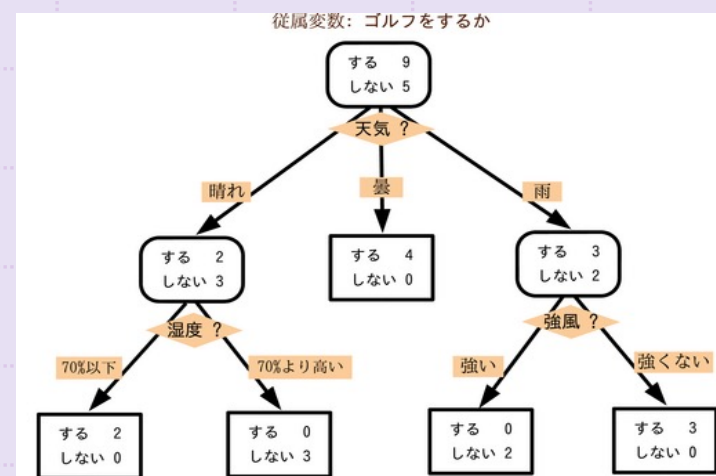 従属変数: ゴルフをするか
する 9
しない 5
天気 ?
晴れ
曇
雨
する 2
しない 3
する 4
しない 0
する 3
しない 2
湿度 ?
強風 ?
70%以下
70%より高い
強い
強くない
する 2
しない 0
する 0
しない 3
する 0
しない 2
する 3
しない 0